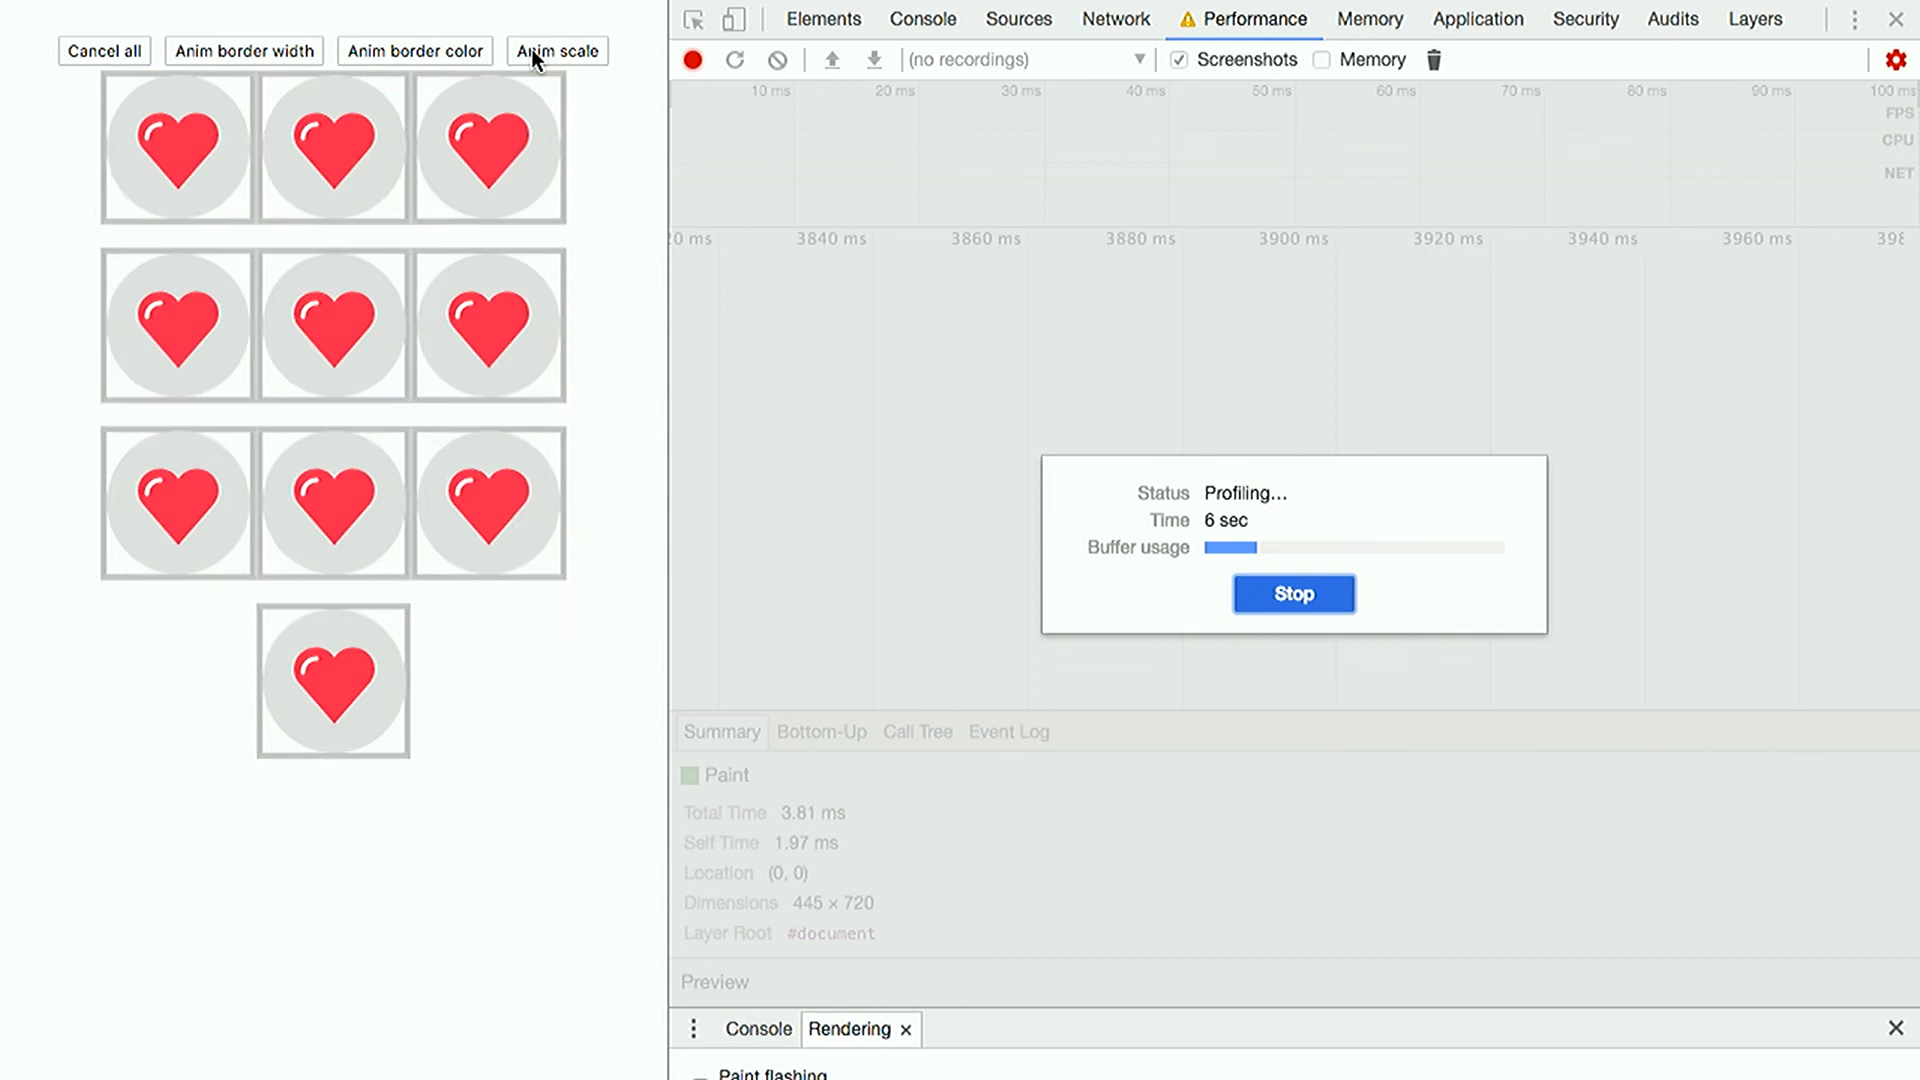 Cancel all
Anim border width
Anim border color
Anim scale
Elements
Console
Sources
Network
Performance
Memory
Application
Security
Audits
Layers
(no recordings)
Screenshots
Memory
10 ms
20 ms
30 ms
40 ms
50 ms
60 ms
70 ms
80 ms
90 ms
100 ms
FPS
CPU
NET
20 ms
3840 ms
3860 ms
3880 ms
3900 ms
3920 ms
3940 ms
3960 ms
398
Status Profiling...
Time 6 sec
Buffer usage
Stop
Summary
Bottom-Up
Call Tree
Event Log
Paint
Total Time 3.81 ms
Self Time 1.97 ms
Location (0, 0)
Dimensions 445 × 720
Layer Root #document
Preview
Console
Rendering
Paint flashing